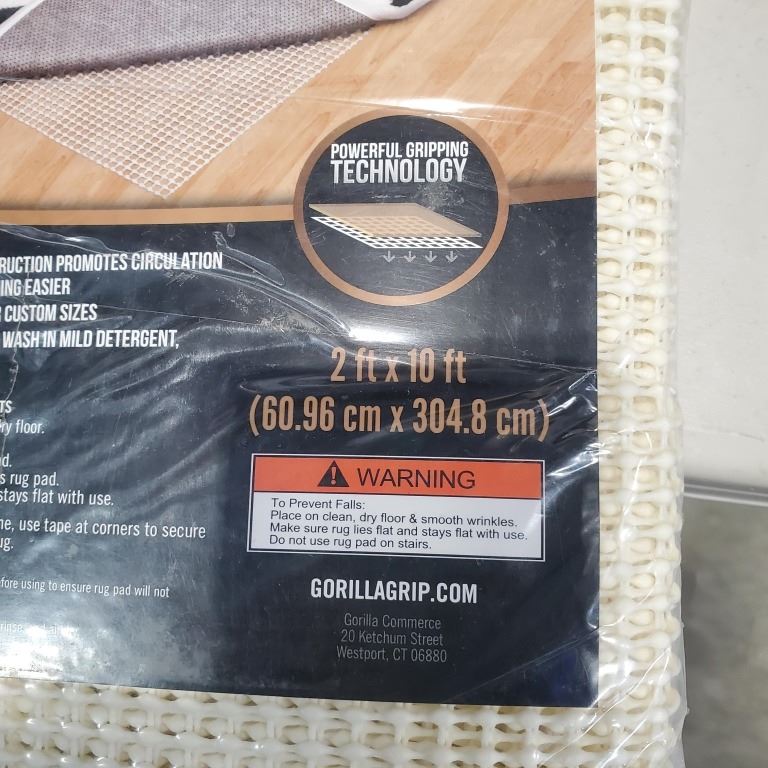 POWERFUL GRIPPING
TECHNOLOGY
RUCTION PROMOTES CIRCULATION
ING EASIER
CUSTOM SIZES
WASH IN MILD DETERGENT,
TS
ry floor.
d.
s rug pad.
stays flat with use.
ne, use tape at corners to secure
ug.
fore using to ensure rug pad will not
rinse
2 ft x 10 ft
(60.96 cm x 304.8 cm)
WARNING
To Prevent Falls:
Place on clean, dry floor & smooth wrinkles.
Make sure rug lies flat and stays flat with use.
Do not use rug pad on stairs.
GORILLAGRIP.COM
Gorilla Commerce
20 Ketchum Street
Westport, CT 06880